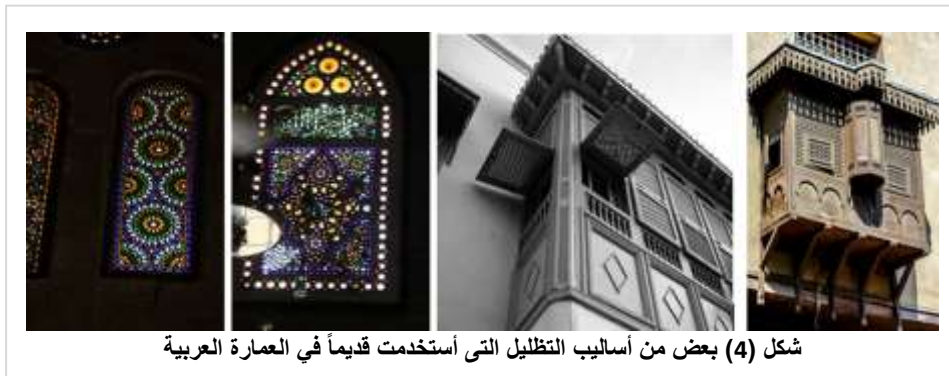 شكل (4) بعض من أساليب التظليل التى أستخدمت قديماً في العمارة العربية